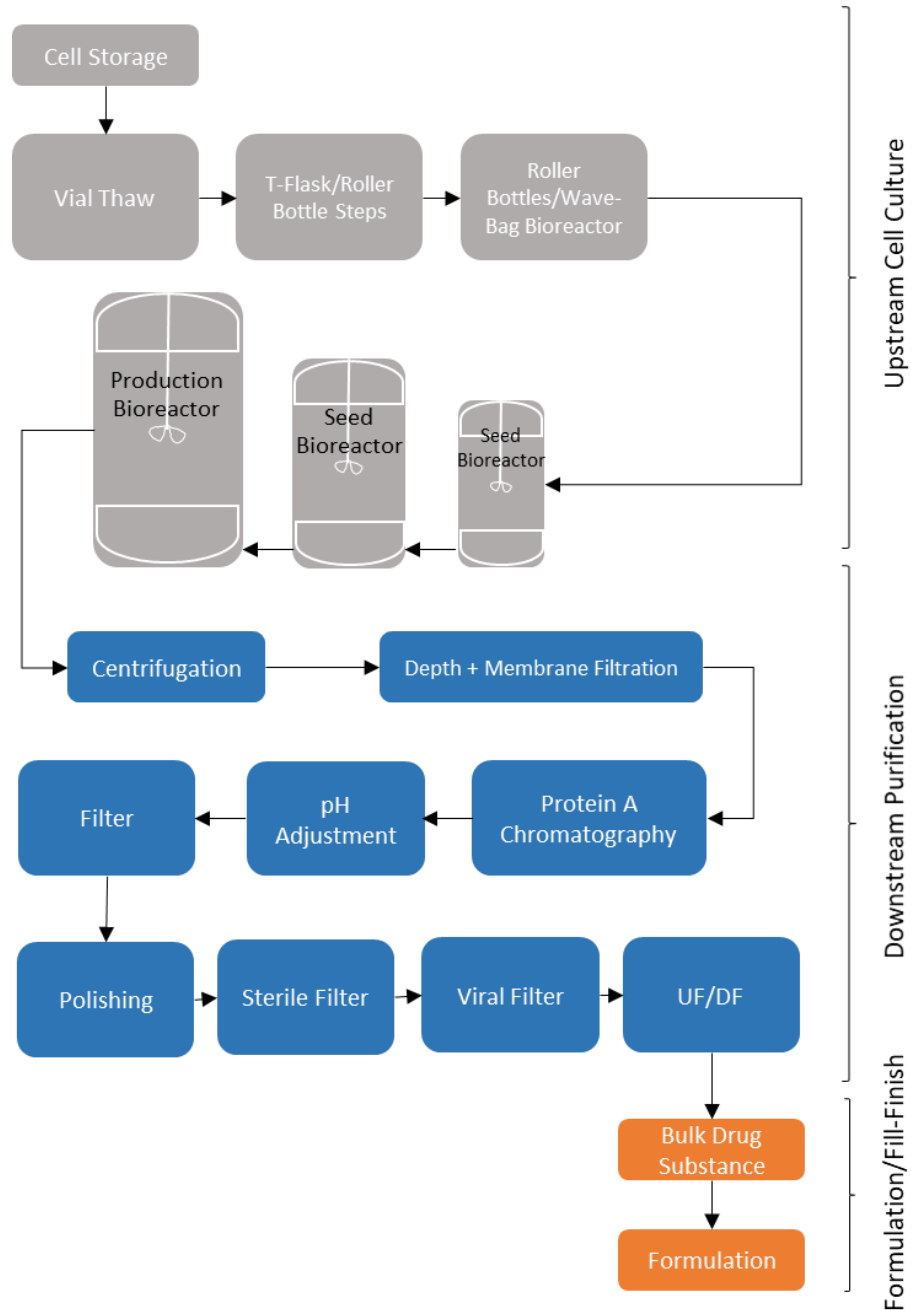 Cell Storage
Vial Thaw
T-Flask/Roller
Bottle Steps
Roller
Bottles/Wave-
Bag Bioreactor
Upstream Cell Culture
Production
Bioreactor
Seed
Bioreactor
Seed
Bioreactor
Centrifugation
Depth + Membrane Filtration
Downstream Purification
Filter
pH
Adjustment
Protein A
Chromatography
Polishing
Sterile Filter
Viral Filter
UF/DF
Bulk Drug
Substance
Formulation
Formulation/Fill-Finish